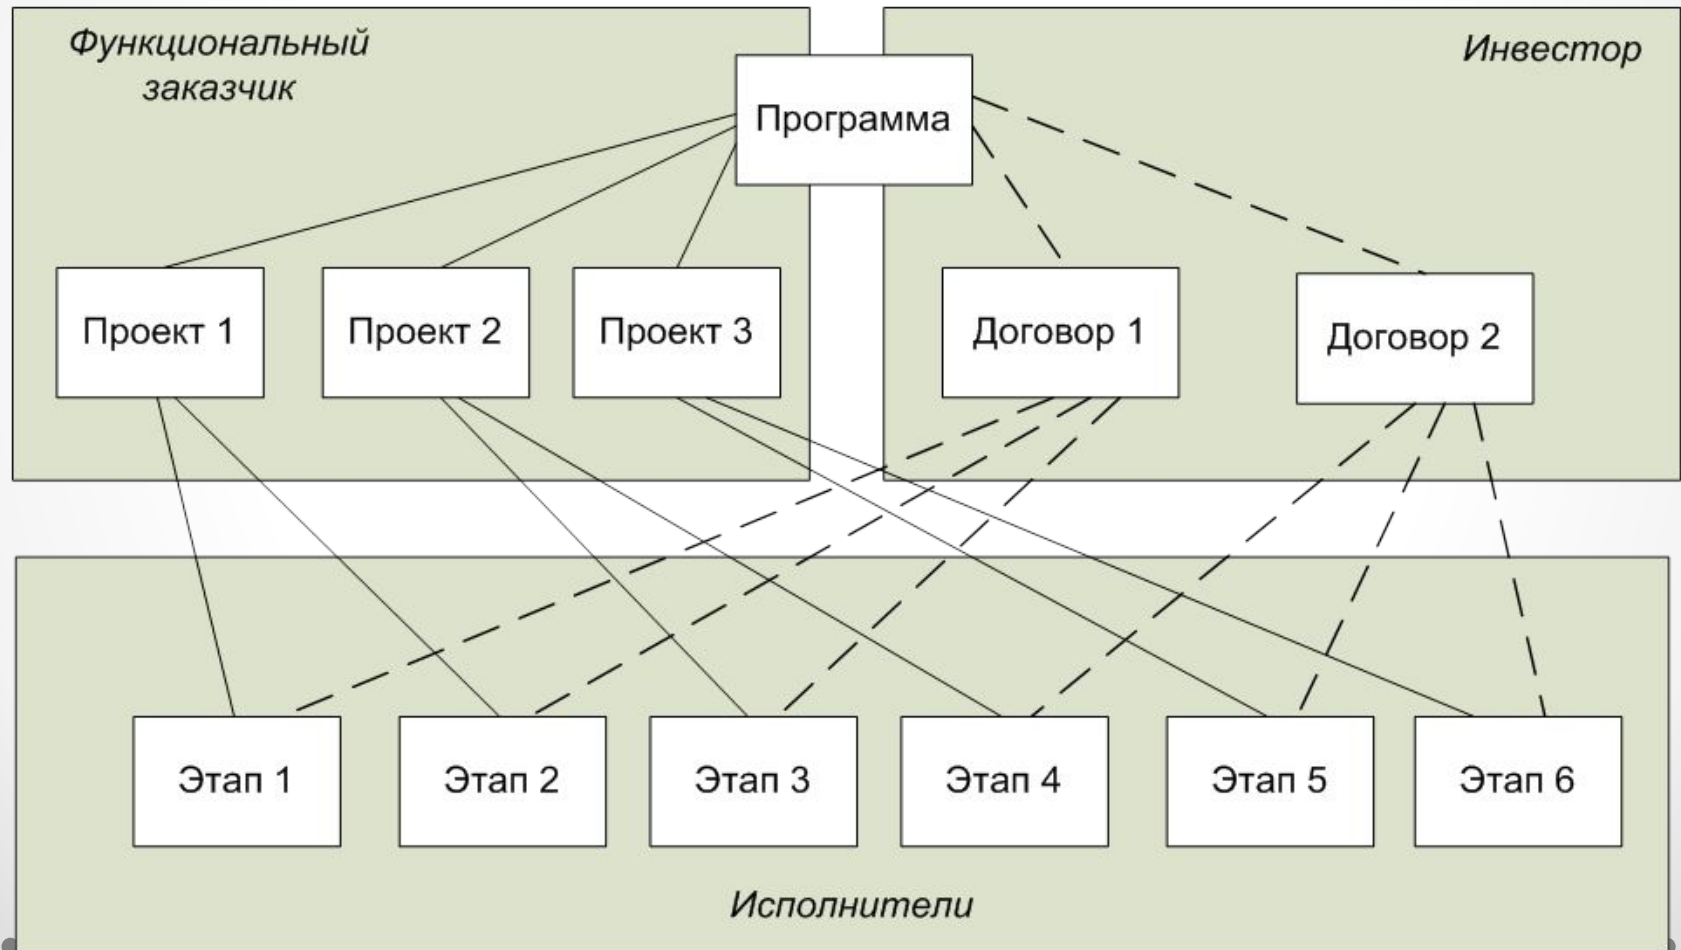 Функциональный
заказчик
Инвестор
Программа
Проект 1
Проект 2
Проект 3
Договор 1
Договор 2
Этап 1
Этап 2
Этап 3
Этап 4
Этап 5
Этап 6
Исполнители